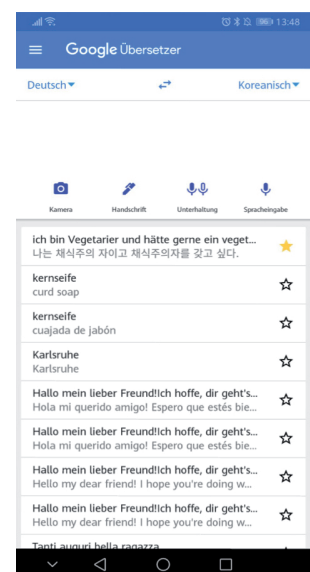 96 13:48
Google Übersetzer
Deutsch Koreanisch
Kamera Handschrift Unterhaltung Spracheingabe
ich bin Vegetarier und hätte gerne ein veget...
나는 채식주의 자이고 채식주의자를 갖고 싶다.
kernseife
curd soap
kernseife
cuajada de jabón
Karlsruhe
Karlsruhe
Hallo mein lieber Freund!Ich hoffe, dir geht's...
Hola mi querido amigo! Espero que estés bie...
Hallo mein lieber Freund!Ich hoffe, dir geht's...
Hola mi querido amigo! Espero que estés bie...
Hallo mein lieber Freund!Ich hoffe, dir geht's...
Hello my dear friend! I hope you're doing w...
Hallo mein lieber Freund!Ich hoffe, dir geht's...
Hello my dear friend! I hope you're doing w...
Tanti auguri bella ragazza